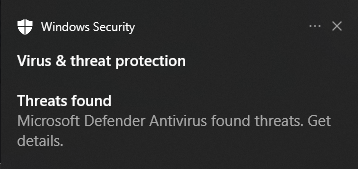 Windows Security
Virus & threat protection
Threats found
Microsoft Defender Antivirus found threats. Get
details.